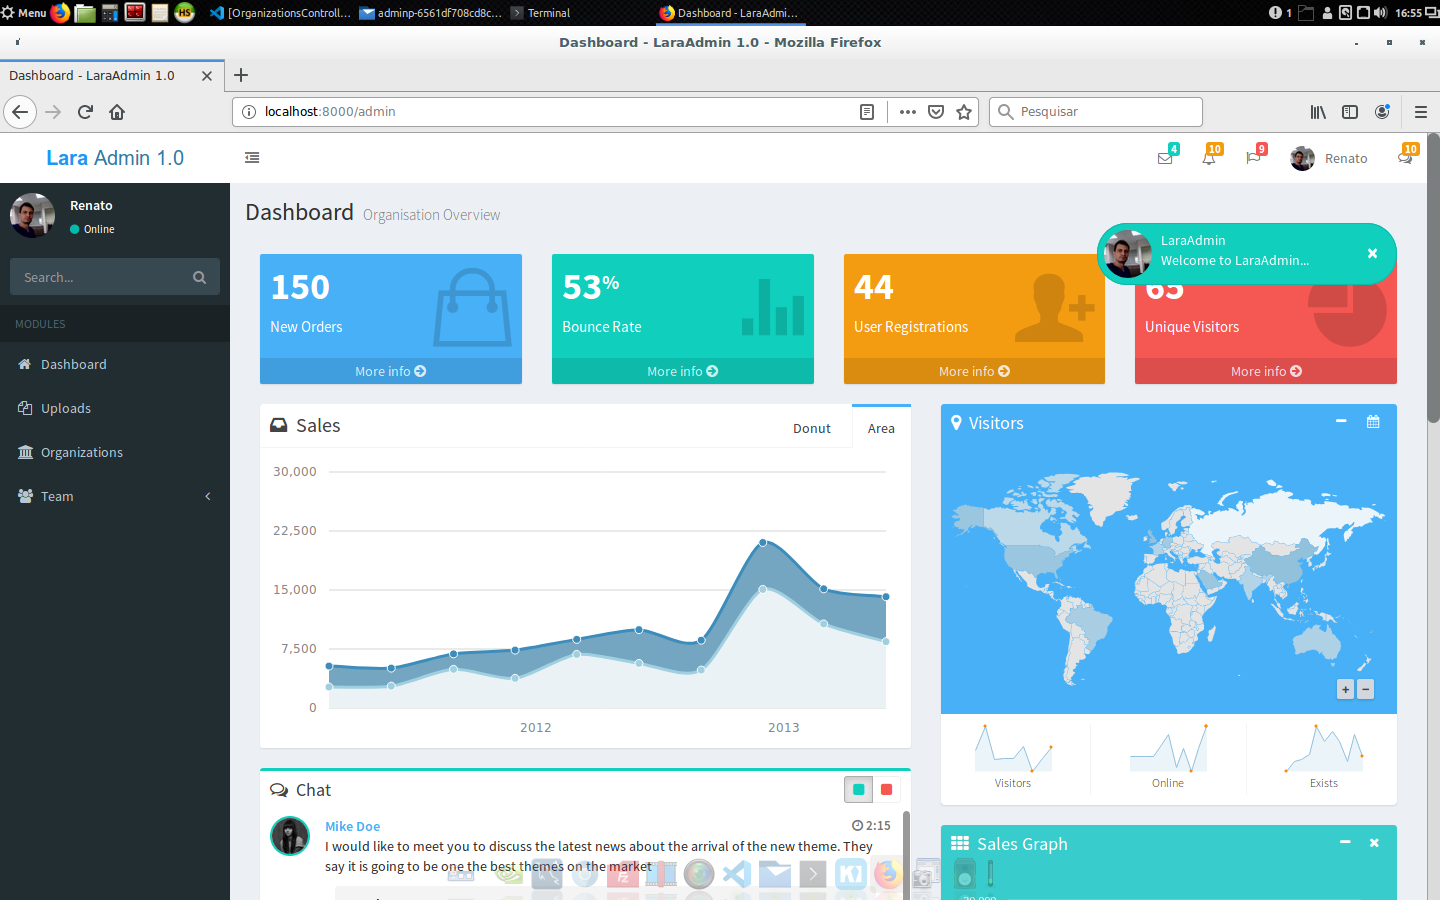 Menu
[OrganizationsControll...
adminp-6561df708cd8c...
Terminal
Dashboard - LaraAdmi...
1
16:55
Dashboard - LaraAdmin 1.0 - Mozilla Firefox
Dashboard - LaraAdmin 1.0
localhost:8000/admin
Pesquisar
Lara Admin 1.0
4
10
9
Renato
10
Renato
Online
Search...
MODULES
Dashboard
Uploads
Organizations
Team
Dashboard Organisation Overview
LaraAdmin
Welcome to LaraAdmin...
150
New Orders
More info
53%
Bounce Rate
More info
44
User Registrations
More info
65
Unique Visitors
More info
Sales
Donut
Area
30,000
22,500
15,000
7,500
0
2012
2013
Visitors
+
−
Visitors
Online
Exists
Chat
Mike Doe
2:15
I would like to meet you to discuss the latest news about the arrival of the new theme. They
say it is going to be one the best themes on the market
Sales Graph
20,000